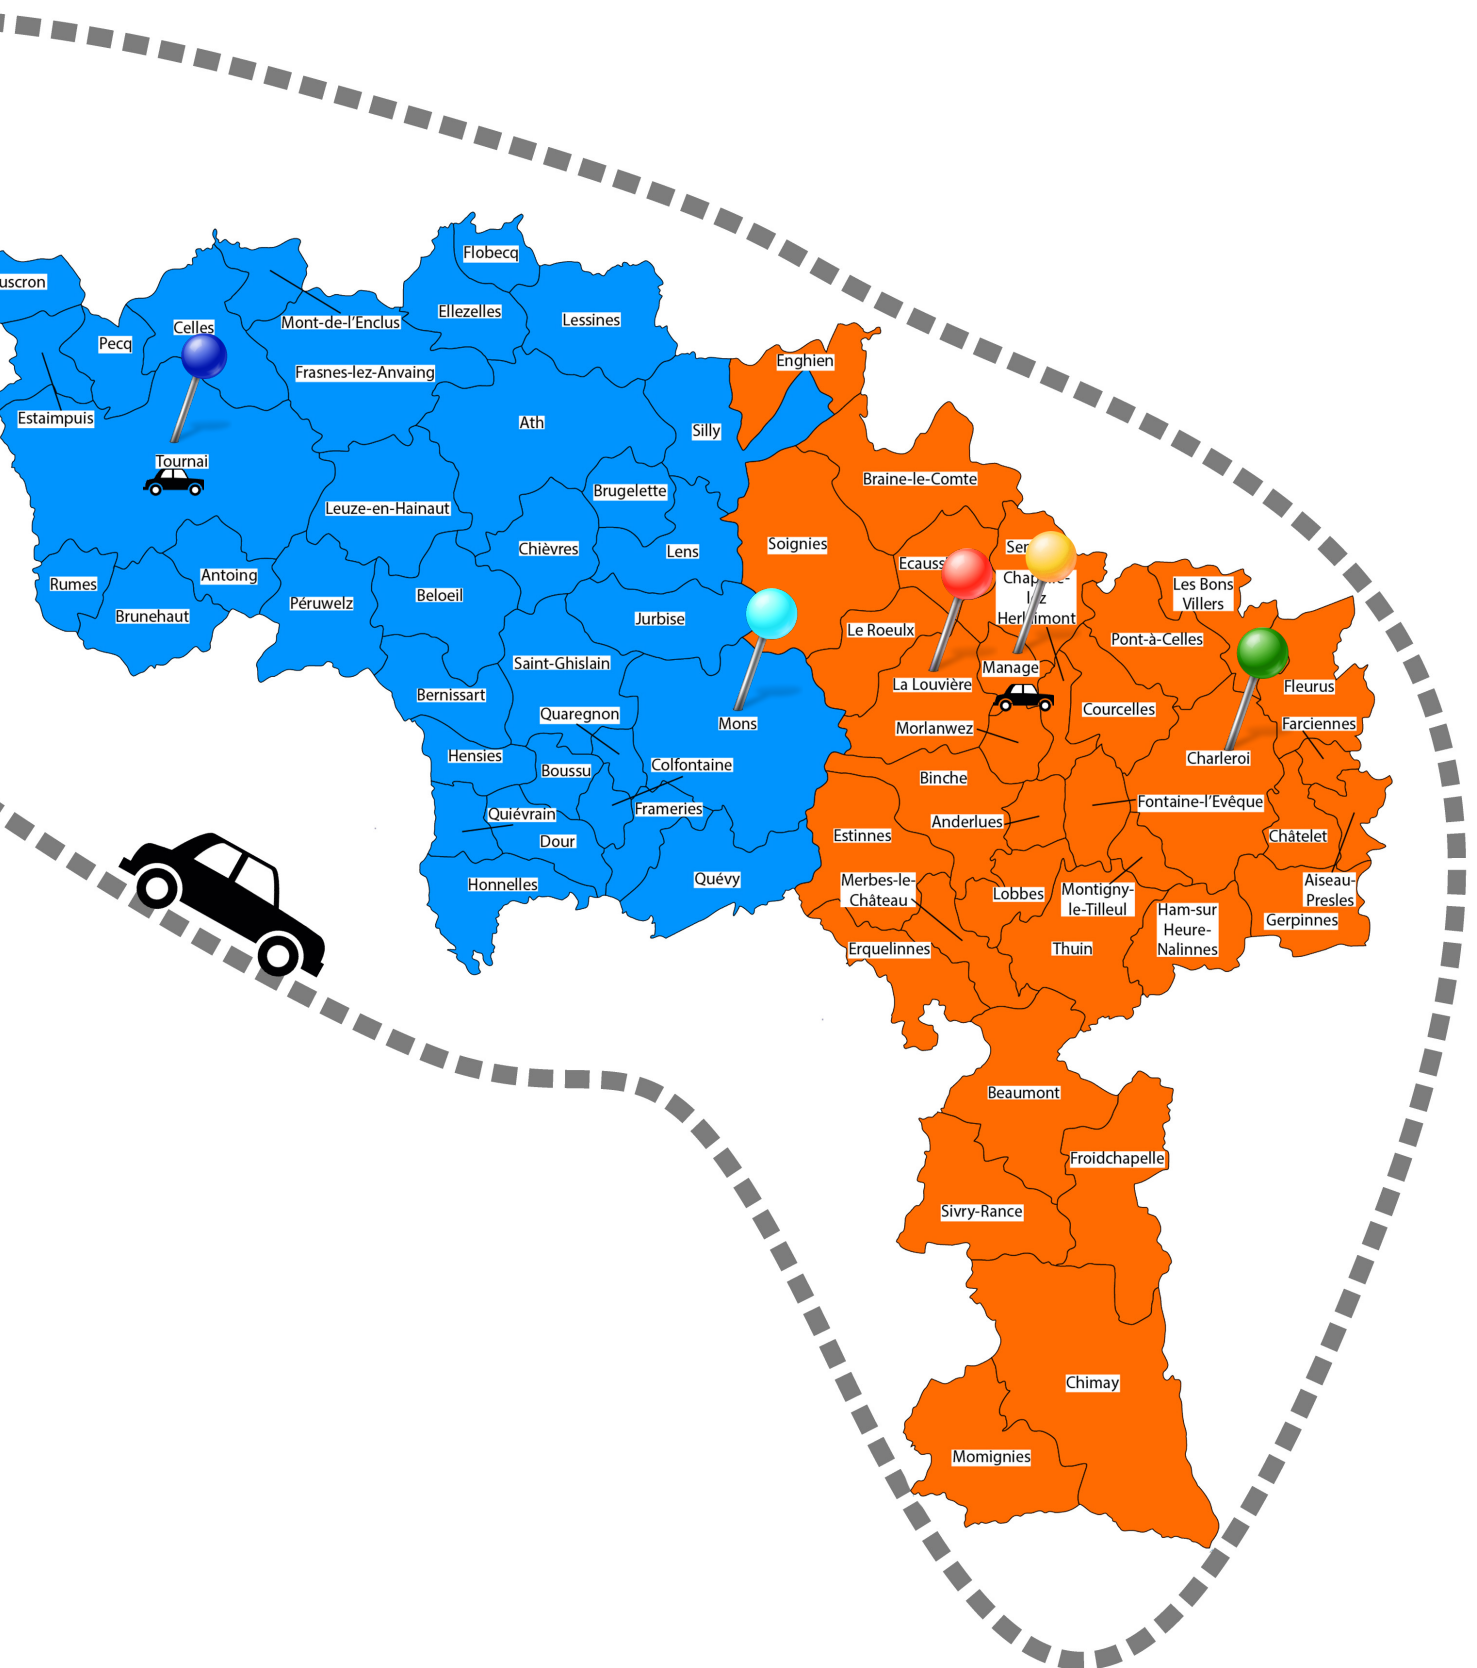 Flobecq
uscron
Ellezelles
Lessines
Mont-de-l'Enclus
Celles
Pecq
Enghien
Frasnes-lez-Anvaing
Estaimpuis
Ath
Silly
Tournai
Braine-le-Comte
Brugelette
Leuze-en-Hainaut
Soignies
Chièvres
Lens
Ser
Ecauss
Antoing
Rumes
Les Bons
Villers
Beloeil
Péruwelz
Brunehaut
Jurbise
Herlaimont
Le Roeulx
Pont-à-Celles
Saint-Ghislain
Manage
La Louvière
Fleurus
Bernissart
Courcelles
Quaregnon
Mons
Farciennes
Morlanwez
Hensies
Charleroi
Colfontaine
Boussu
Binche
Fontaine-l'Evêque
Frameries
Quiévrain
Anderlues
Estinnes
Châtelet
Dour
Quévy
Honnelles
Merbes-le-
Château
Lobbes
Montigny-
le-Tilleul
Aiseau-
Presles
Ham-sur
Heure-
Nalinnes
Gerpinnes
Erquelinnes
Thuin
Beaumont
Froidchapelle
Sivry-Rance
Chimay
Momignies